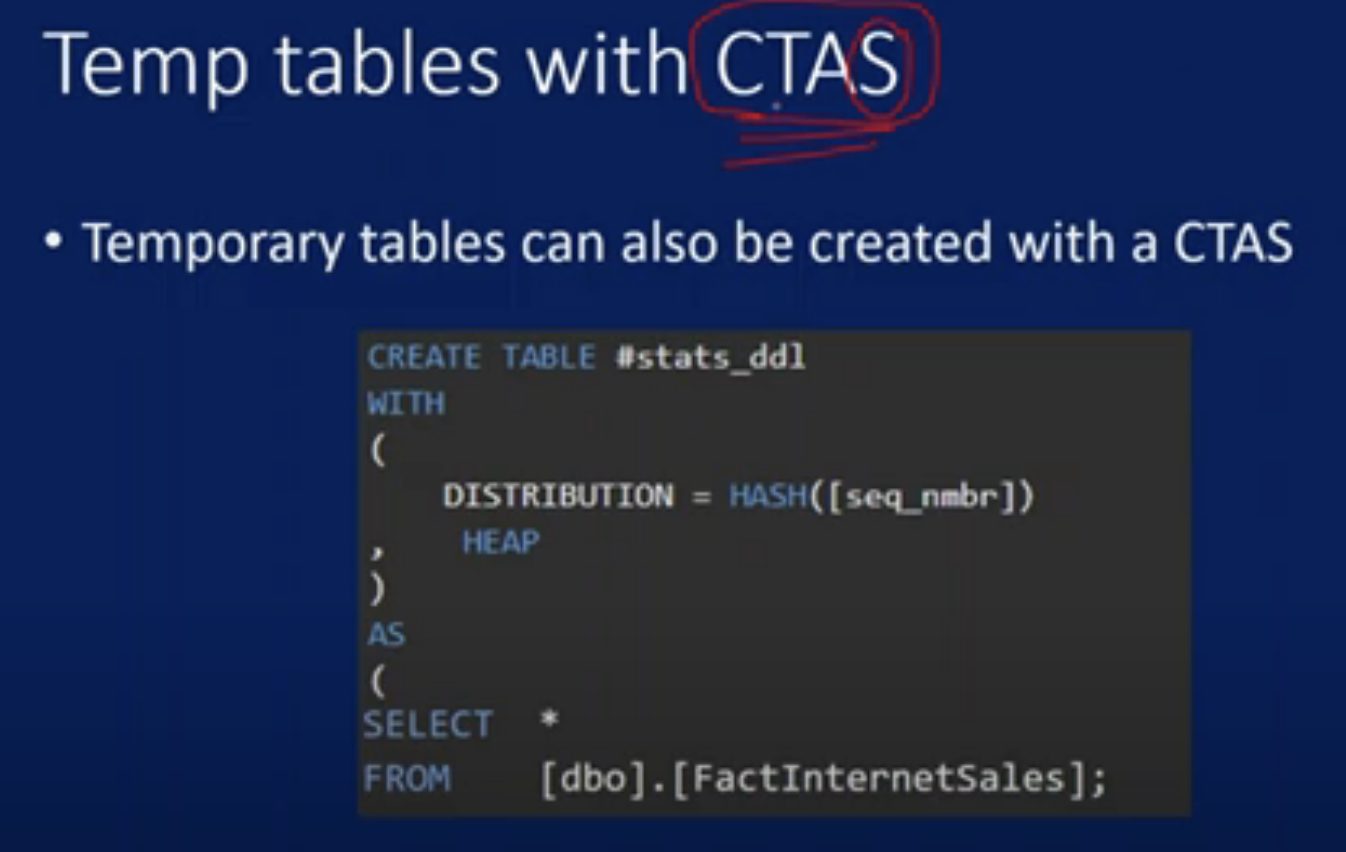 Temp tables with CTAS
• Temporary tables can also be created with a CTAS
CREATE TABLE #stats_ddl
WITH
(
DISTRIBUTION = HASH([seq_nmbr])
, HEAP
)
AS
(
SELECT *
FROM [dbo].[FactInternetSales];